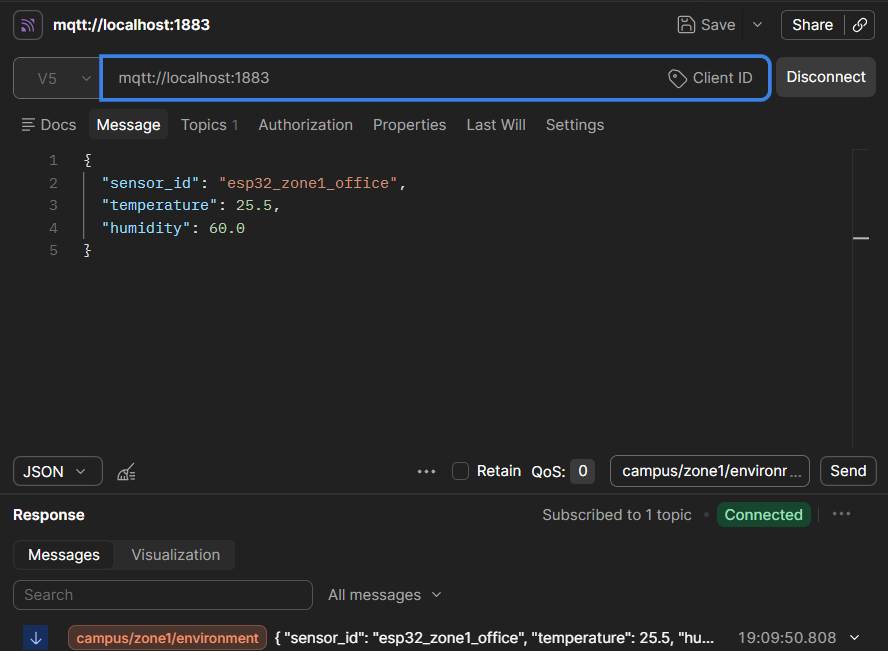 mqtt://localhost:1883 Save Share
V5 mqtt://localhost:1883 Client ID Disconnect
Docs Message Topics 1 Authorization Properties Last Will Settings
1 {
2 "sensor_id": "esp32_zone1_office",
3 "temperature": 25.5,
4 "humidity": 60.0
5 }
JSON ••• Retain QoS: 0 campus/zone1/environr ... Send
Response Subscribed to 1 topic • Connected •••
Messages Visualization
Search All messages
campus/zone1/environment { "sensor_id": "esp32_zone1_office", "temperature": 25.5, "hu... 19:09:50.808